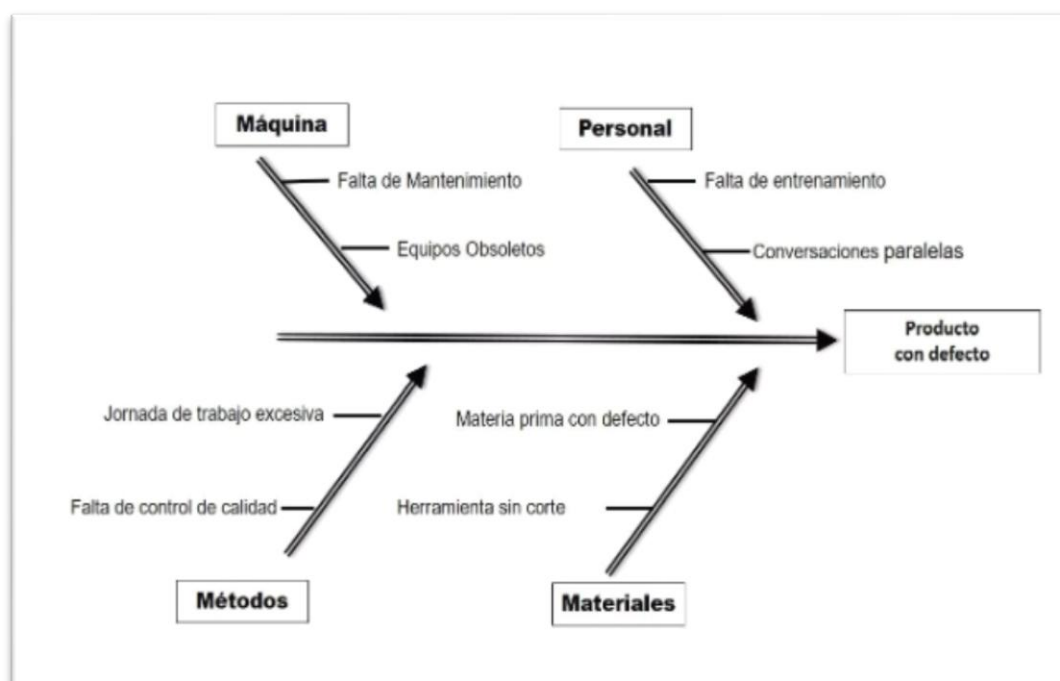 Máquina
Personal
Falta de Mantenimiento
Falta de entrenamiento
Equipos Obsoletos
Conversaciones paralelas
Producto
con defecto
Jornada de trabajo excesiva
Materia prima con defecto
Falta de control de calidad
Herramienta sin corte
Métodos
Materiales